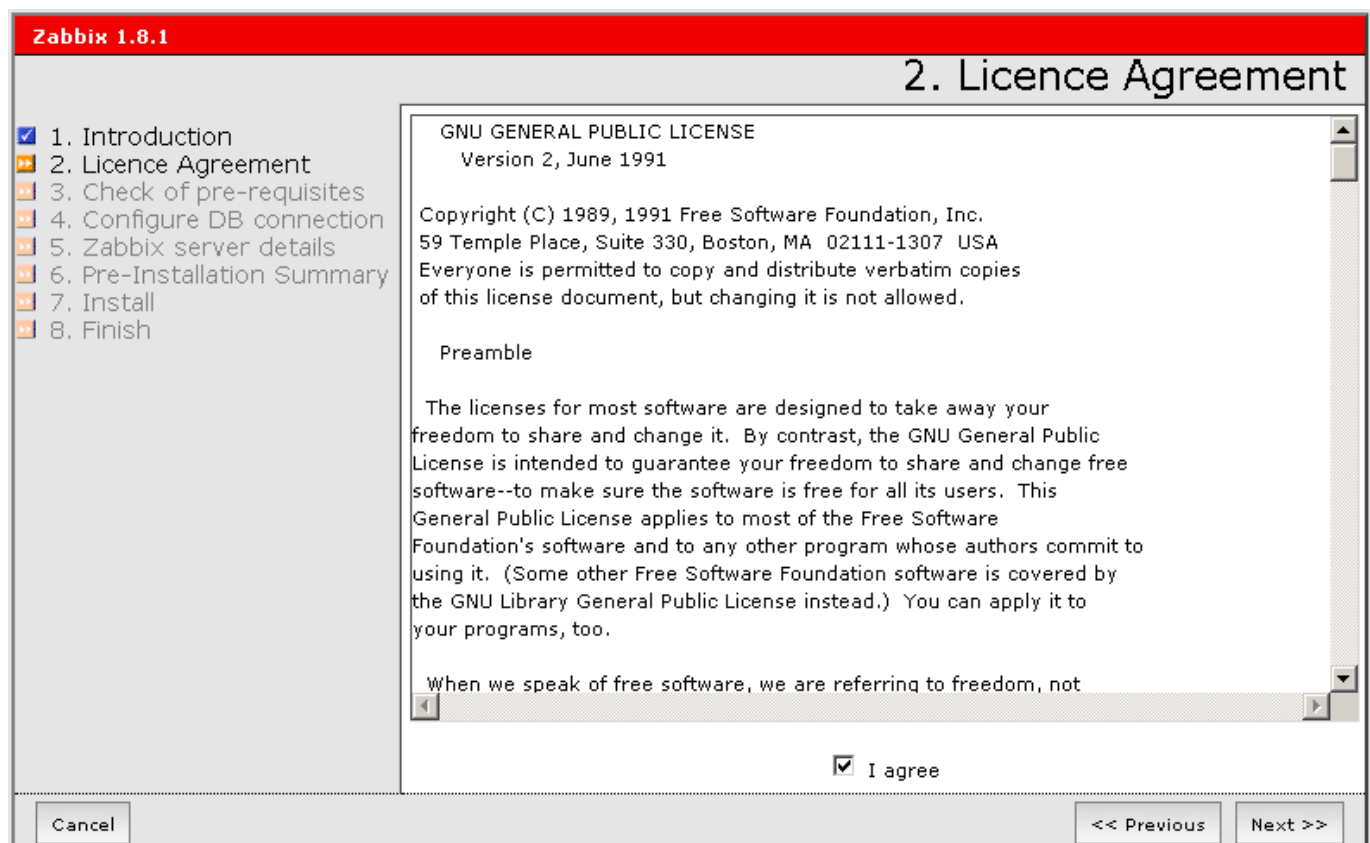 Zabbix 1.8.1
2. Licence Agreement
1. Introduction
2. Licence Agreement
3. Check of pre-requisites
4. Configure DB connection
5. Zabbix server details
6. Pre-Installation Summary
7. Install
8. Finish
GNU GENERAL PUBLIC LICENSE
Version 2, June 1991
Copyright (C) 1989, 1991 Free Software Foundation, Inc.
59 Temple Place, Suite 330, Boston, MA  02111-1307  USA
Everyone is permitted to copy and distribute verbatim copies
of this license document, but changing it is not allowed.
Preamble
The licenses for most software are designed to take away your
freedom to share and change it.  By contrast, the GNU General Public
License is intended to guarantee your freedom to share and change free
software--to make sure the software is free for all its users.  This
General Public License applies to most of the Free Software
Foundation's software and to any other program whose authors commit to
using it.  (Some other Free Software Foundation software is covered by
the GNU Library General Public License instead.)  You can apply it to
your programs, too.
When we speak of free software, we are referring to freedom, not
I agree
Cancel
<< Previous
Next >>